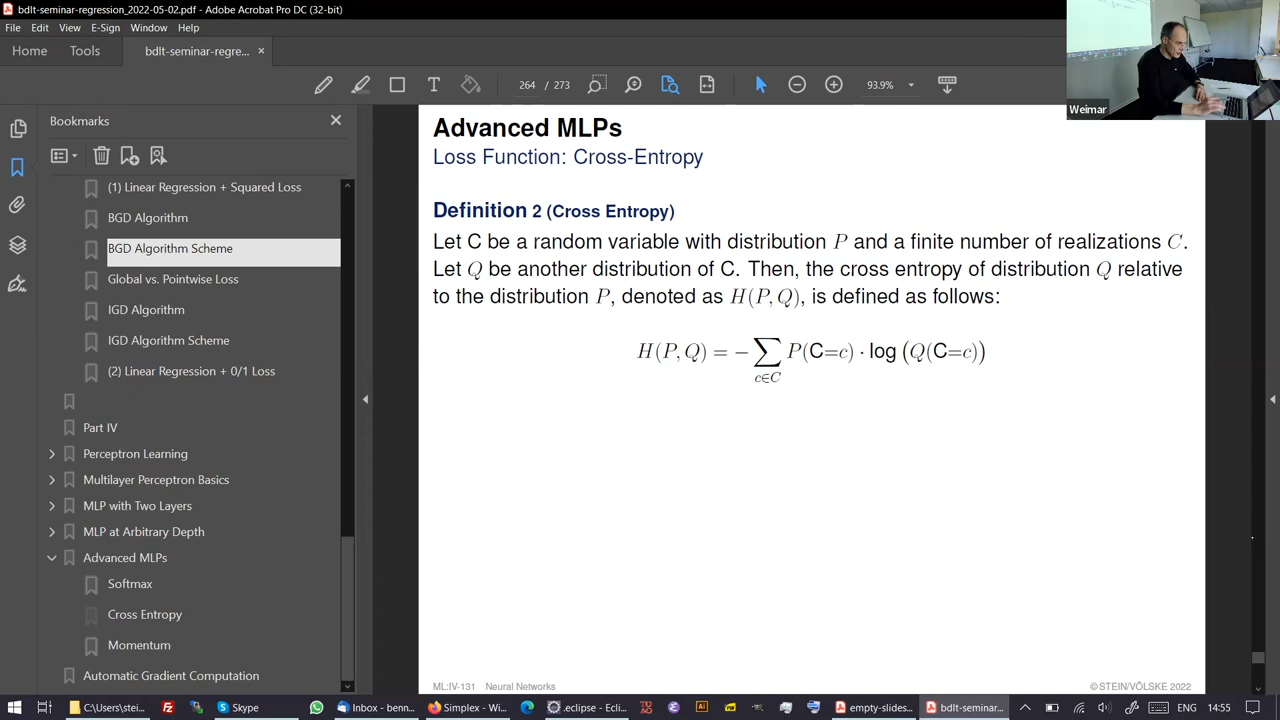 bdlt-seminar-regression_2022-05-02.pdf - Adobe Acrobat Pro DC (32-bit)
File Edit View E-Sign Window Help
Home Tools bdlt-seminar-regre... ×
264 / 273 93.9%
Weimar
Bookmarks
(1) Linear Regression + Squared Loss
BGD Algorithm
BGD Algorithm Scheme
Global vs. Pointwise Loss
IGD Algorithm
IGD Algorithm Scheme
(2) Linear Regression + 0/1 Loss
Part IV
Perceptron Learning
Multilayer Perceptron Basics
MLP with Two Layers
MLP at Arbitrary Depth
Advanced MLPs
Softmax
Cross Entropy
Momentum
Automatic Gradient Computation
Advanced MLPs
Loss Function: Cross-Entropy
Definition 2 (Cross Entropy)
Let C be a random variable with distribution P and a finite number of realizations C.
Let Q be another distribution of C. Then, the cross entropy of distribution Q relative
to the distribution P, denoted as H(P, Q), is defined as follows:
H(P, Q) = − ∑ P(C=c) · log (Q(C=c))
c∈C
ML:IV-131 Neural Networks ©STEIN/VÖLSKE 2022
C:\Users\stei... Skype Inbox - benn... Simplex - Wi... .eclipse - Ecli... empty-slides... bdlt-seminar... ENG 14:55